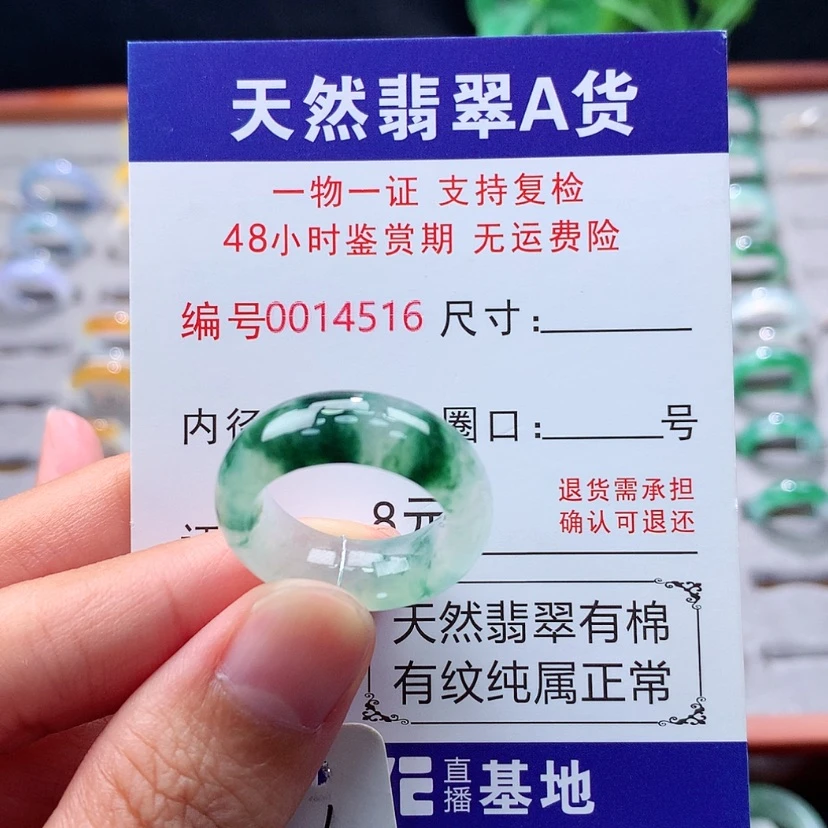 天然翡翠A货
一物一证 支持复检
48小时鉴赏期 无运费险
编号0014516 尺寸:
内径 圈口: 号
退货需承担
8元 确认可退还
天然翡翠有棉
有纹纯属正常
直播基地